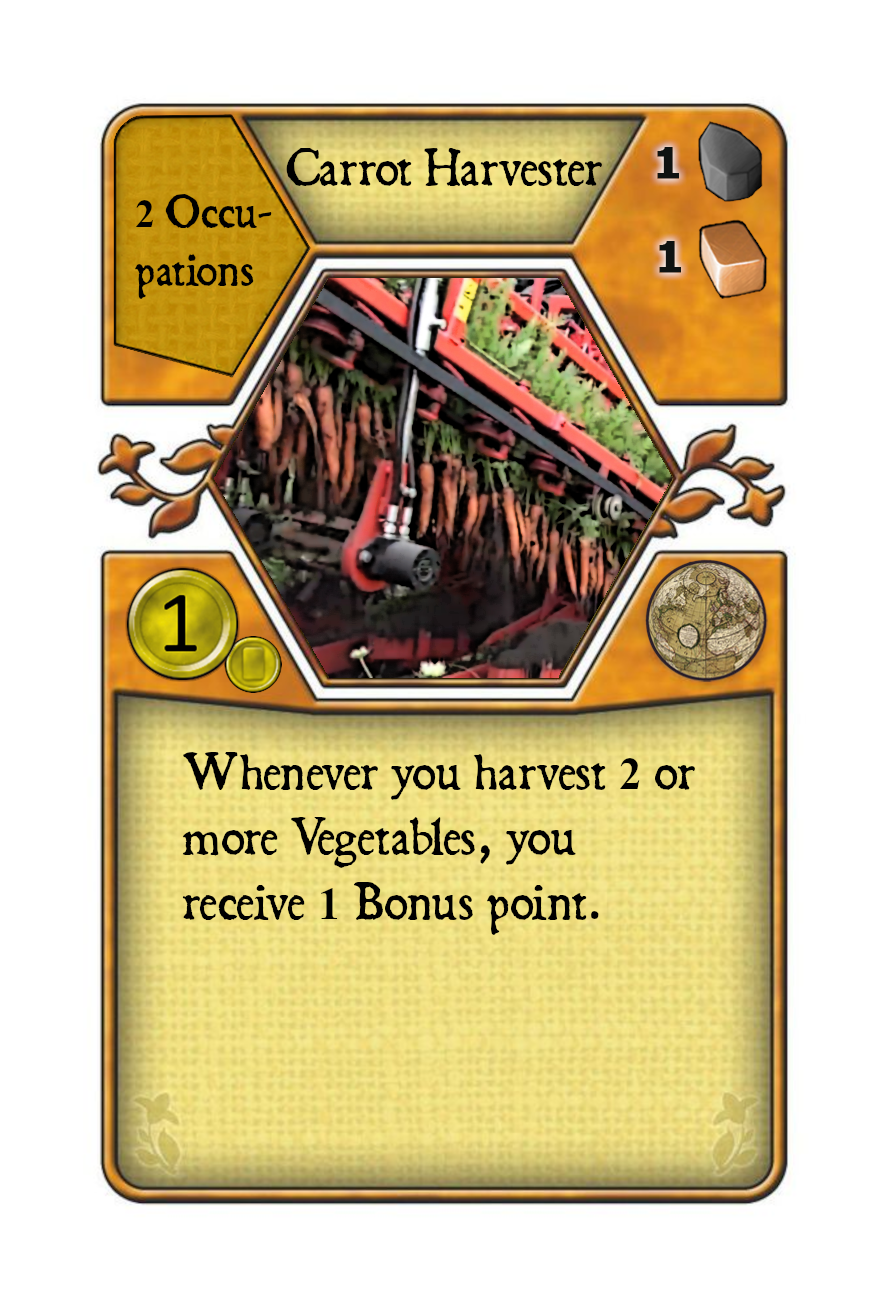 Carrot Harvester
2 Occu-
pations
1
1
1
Whenever you harvest 2 or
more Vegetables, you
receive 1 Bonus point.